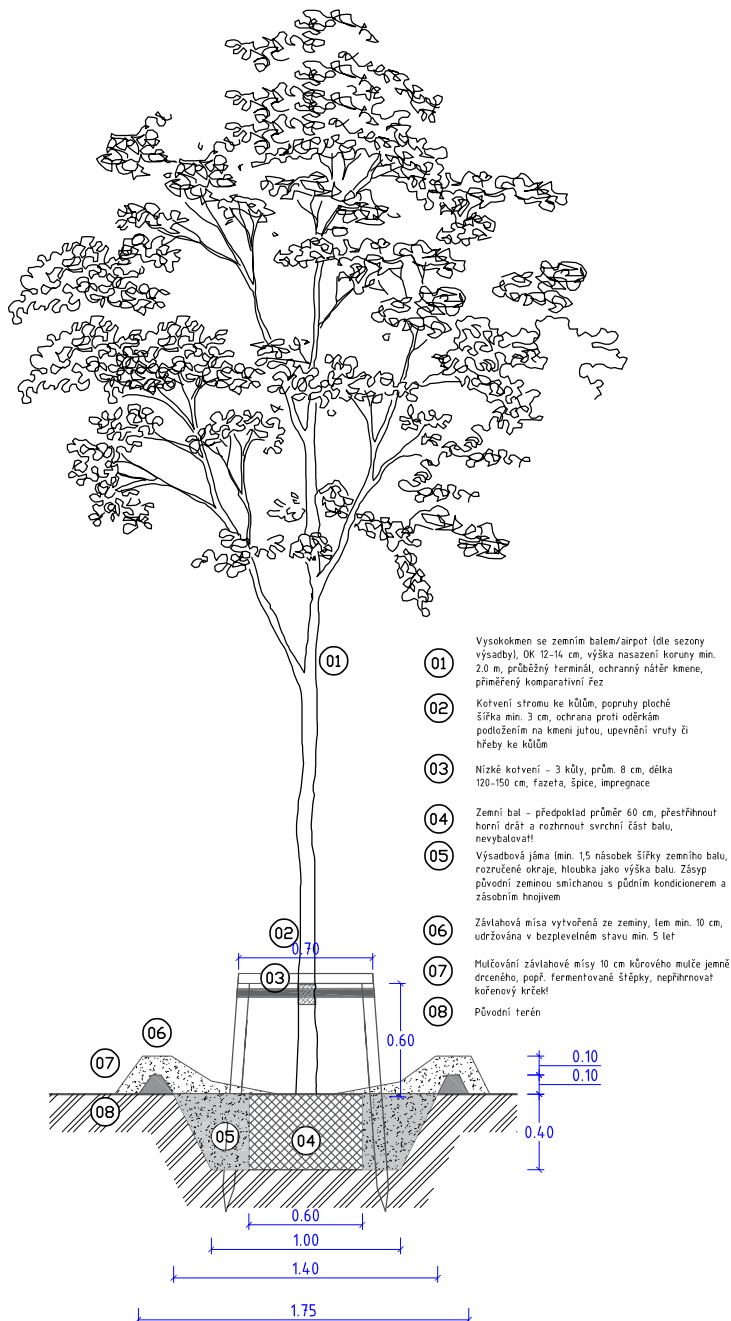 01
Vysokokmen se zemním balem/airpot (dle sezony
výsadby), OK 12-14 cm, výška nasazení koruny min.
2.0 m, průběžný terminál, ochranný nátěr kmene,
přiměřený komparativní řez
01
02
Kotvení stromu ke kůlům, popruhy ploché
šířka min. 3 cm, ochrana proti oděrkám
podložením na kmeni jutou, upevnění vruty či
hřeby ke kůlům
03
Nízké kotvení - 3 kůly, prům. 8 cm, délka
120-150 cm, fazeta, špice, impregnace
04
Zemní bal - předpoklad průměr 60 cm, přestřihnout
horní drát a rozhrnout svrchní část balu,
nevybalovat!
05
Výsadbová jáma (min. 1,5 násobek šířky zemního balu,
rozručené okraje, hloubka jako výška balu. Zásyp
původní zeminou smíchanou s půdním kondicionerem a
zásobním hnojivem
06
Závlahová mísa vytvořená ze zeminy, lem min. 10 cm,
udržována v bezplevelném stavu min. 5 let
07
Mulčování závlahové mísy 10 cm kůrového mulče jemně
drceného, popř. fermentované štěpky, nepřihrnovat
kořenový krček!
08
Původní terén
02
0.70
03
0.60
06
07
0.10
0.10
08
05
04
0.40
0.60
1.00
1.40
1.75